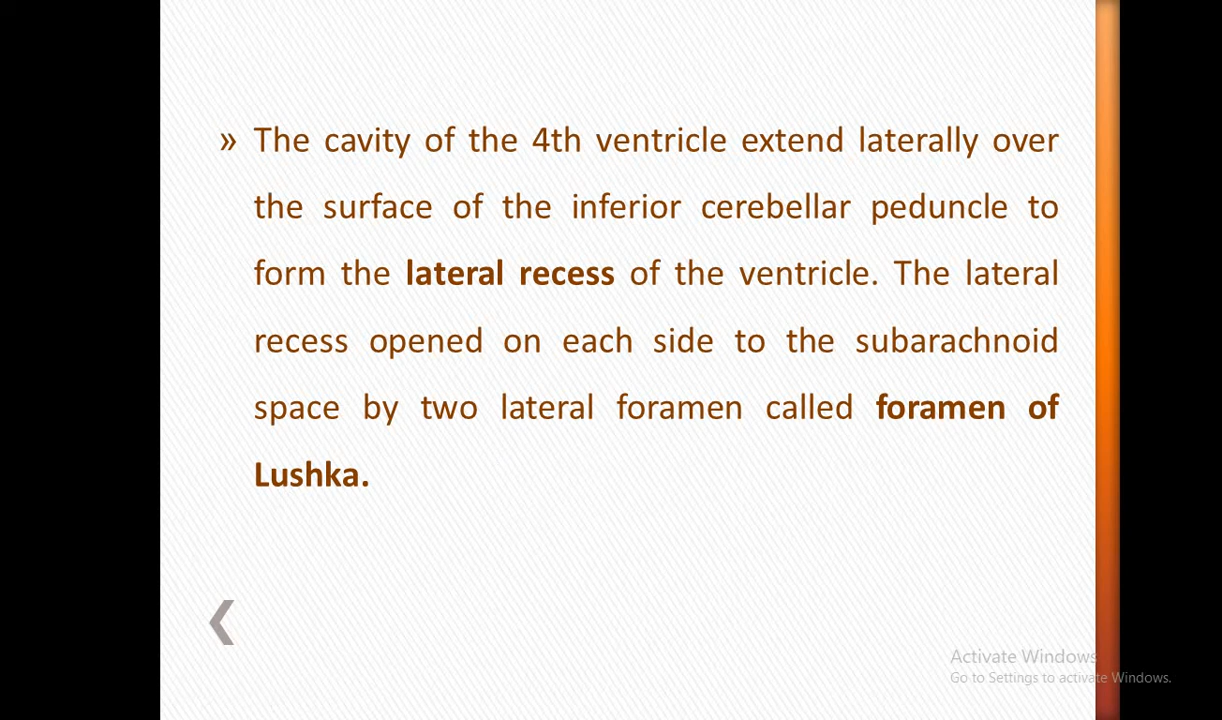 » The cavity of the 4th ventricle extend laterally over
the surface of the inferior cerebellar peduncle to
form the lateral recess of the ventricle. The lateral
recess opened on each side to the subarachnoid
space by two lateral foramen called foramen of
Lushka.
Activate Windows
Go to Settings to activate Windows.